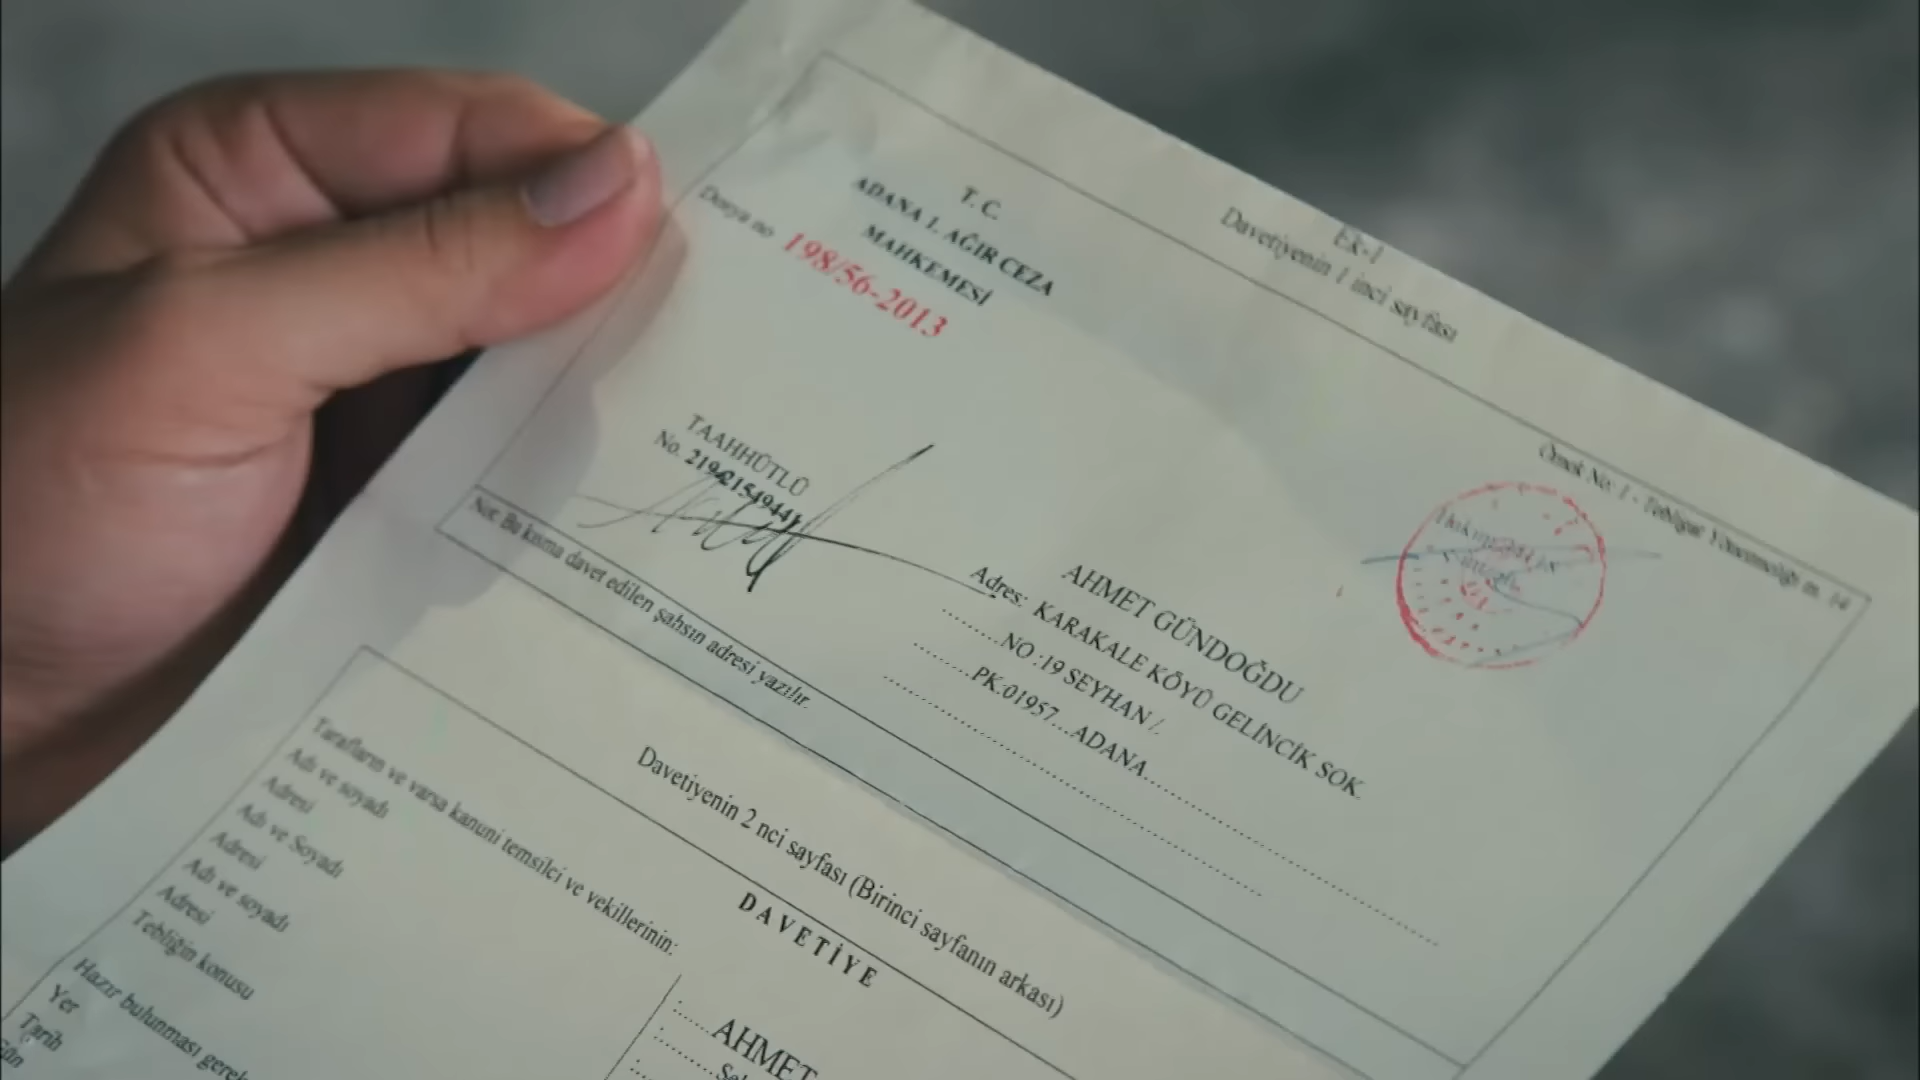 Ek-1
Davetiyenin 1 inci sayfası
Örnek No: 1 - Tebligat Yönetmeliği m. 14
T. C.
ADANA 1. AĞIR CEZA
MAHKEMESİ
Dosya no 198/56-2013
TAAHHÜTLÜ
No.
AHMET GÜNDOĞDU
Adres: KARAKALE KÖYÜ GELİNCİK SOK.
........NO :19 SEYHAN /.
........PK:01957...ADANA
Not: Bu kısma davet edilen şahsın adresi yazılır.
Davetiyenin 2 nci sayfası (Birinci sayfanın arkası)
DAVETİYE
Tarafların ve varsa kanuni temsilci ve vekillerinin:
Adı ve soyadı
Adresi
Adı ve Soyadı
Adresi
Adı ve soyadı
Adresi
Tebliğin konusu
Hazır bulunması
Yer
Tarih
AHMET